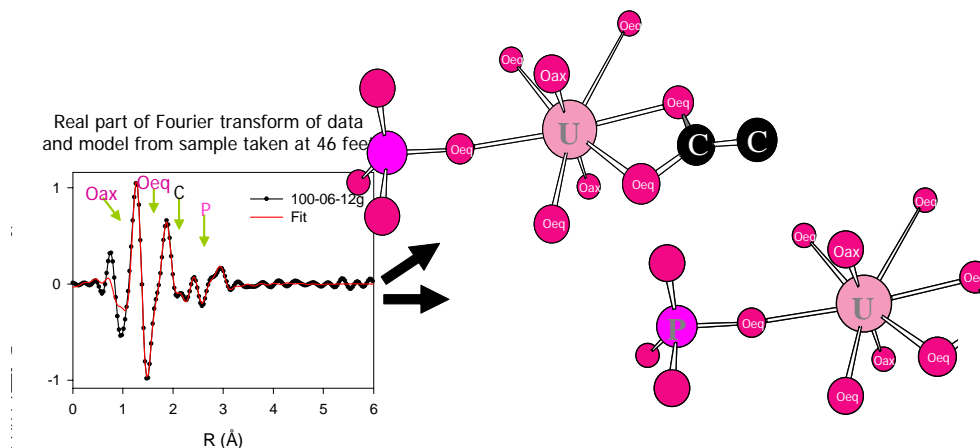 Real part of Fourier transform of data
and model from sample taken at 46 feet
Oax
Oeq
C
P
100-06-12g
Fit
1
0
-1
0
1
2
3
4
5
6
R (Å)
Oeq
Oeq
Oax
Oeq
U
C
C
Oeq
Oeq
Oax
Oeq
Oeq
Oeq
Oax
Oeq
U
P
Oeq
Oax
Oeq
Oeq